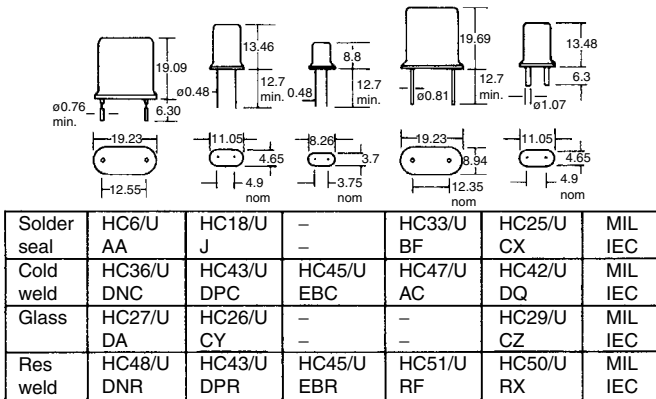 19.09
6.30
ø0.76
min.
19.23
12.55
13.46
ø0.48
12.7
min.
11.05
4.65
4.9
nom
8.8
0.48
12.7
min.
8.26
3.7
3.75
nom
19.69
ø0.81
12.7
min.
19.23
8.94
12.35
nom
13.48
6.3
ø1.07
11.05
4.65
4.9
nom
Solder HC6/U HC18/U – HC33/U HC25/U MIL
seal AA J – BF CX IEC
Cold HC36/U HC43/U HC45/U HC47/U HC42/U MIL
weld DNC DPC EBC AC DQ IEC
Glass HC27/U HC26/U – – HC29/U MIL
DA CY – – CZ IEC
Res HC48/U HC43/U HC45/U HC51/U HC50/U MIL
weld DNR DPR EBR RF RX IEC